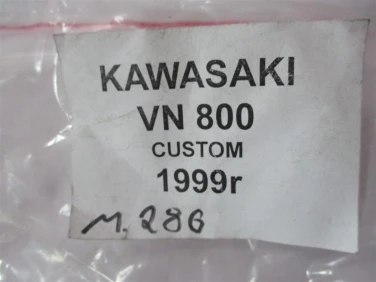 KAWASAKI
VN 800
CUSTOM
1999r
M. 286